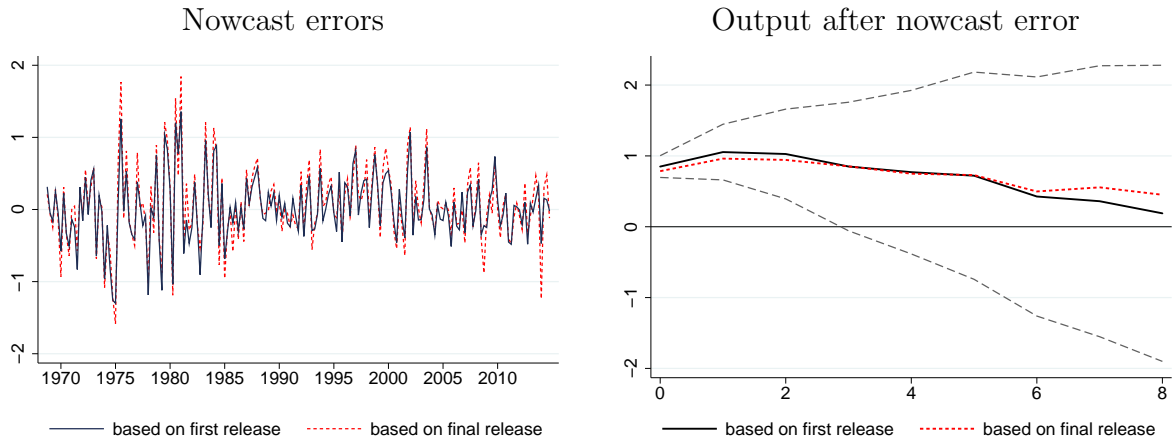 Nowcast errors
2
1
0
−1
−2
1970 1975 1980 1985 1990 1995 2000 2005 2010
based on first release based on final release
Output after nowcast error
2
1
0
−1
−2
0 2 4 6 8
based on first release based on final release